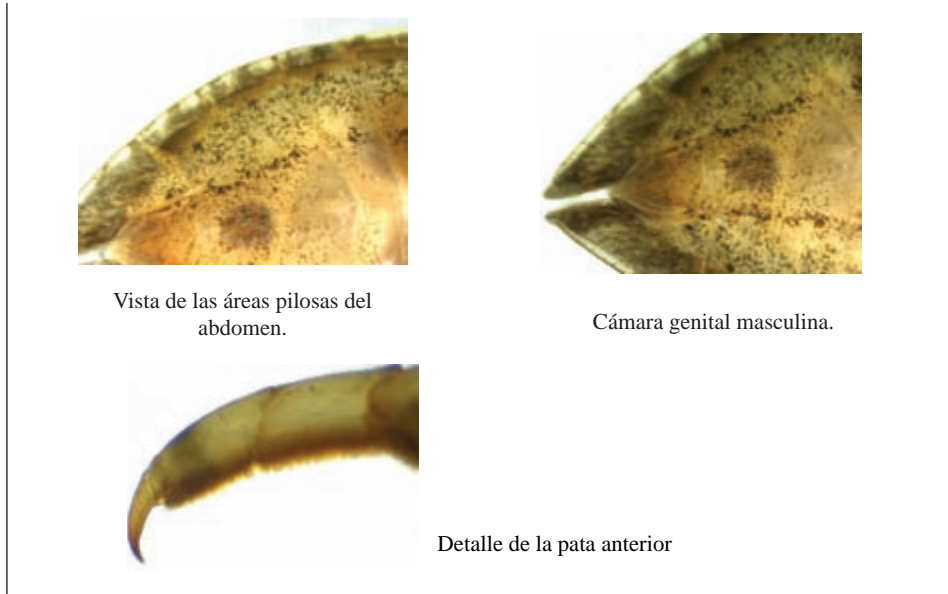 Vista de las áreas pilosas del
abdomen.
Cámara genital masculina.
Detalle de la pata anterior